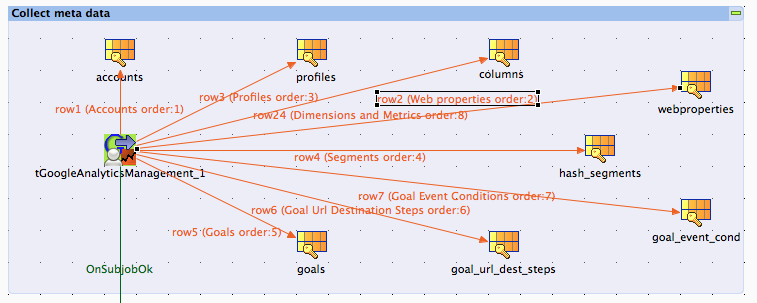 Collect meta data
accounts
profiles
columns
webproperties
row1 (Accounts order:1)
row3 (Profiles order:3)
row2 (Web properties order:2)
row24 (Dimensions and Metrics order:8)
tGoogleAnalyticsManagement_1
row4 (Segments order:4)
hash_segments
row7 (Goal Event Conditions order:7)
row6 (Goal Url Destination Steps order:6)
row5 (Goals order:5)
goal_event_cond
OnSubjobOk
goals
goal_url_dest_steps